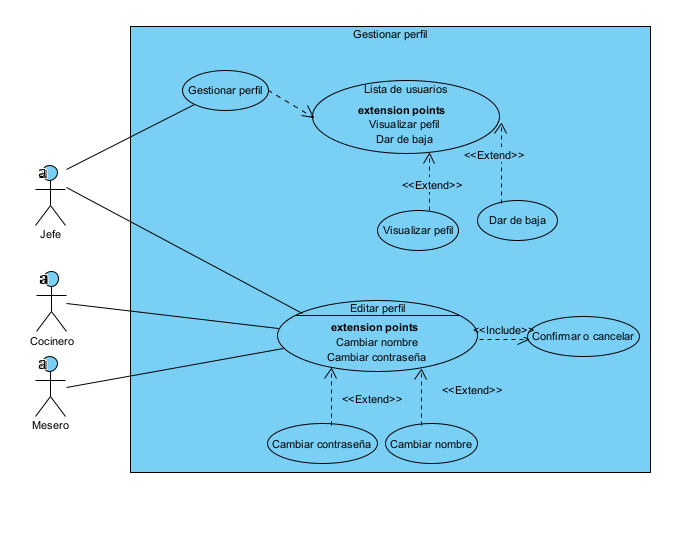 Gestionar perfil
Gestionar perfil
Lista de usuarios
extension points
Visualizar pefil
Dar de baja
<<Extend>>
<<Extend>>
a
Jefe
Visualizar pefil
Dar de baja
a
Cocinero
Editar perfil
extension points
Cambiar nombre
Cambiar contraseña
<<Include>>
Confirmar o cancelar
a
Mesero
<<Extend>>
<<Extend>>
Cambiar contraseña
Cambiar nombre